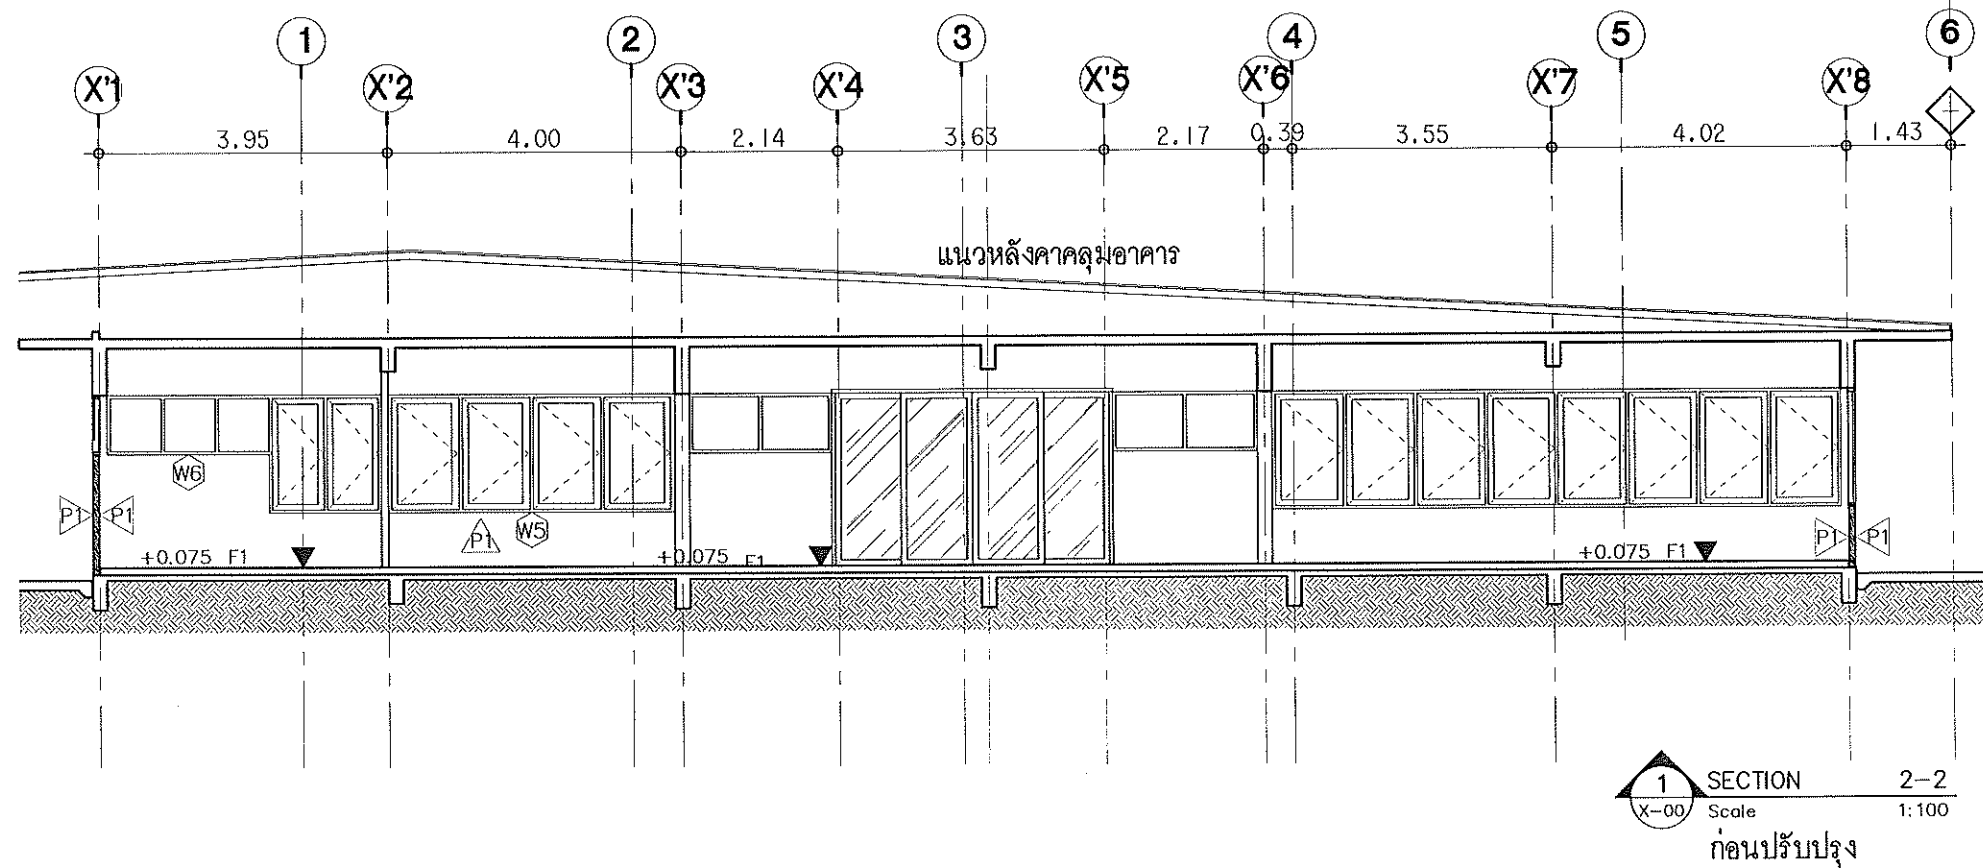 1 2 3 4 5 6
X'1 X'2 X'3 X'4 X'5 X'6 X'7 X'8
3.95 4.00 2.14 3.63 2.17 0.39 3.55 4.02 1.43
แนวหลังคาคลุมอาคาร
W6
P1 P1 P1 W5 P1 P1
+0.075 F1 +0.075 F1 +0.075 F1
1 SECTION 2-2
X-00 Scale 1:100
ก่อนปรับปรุง